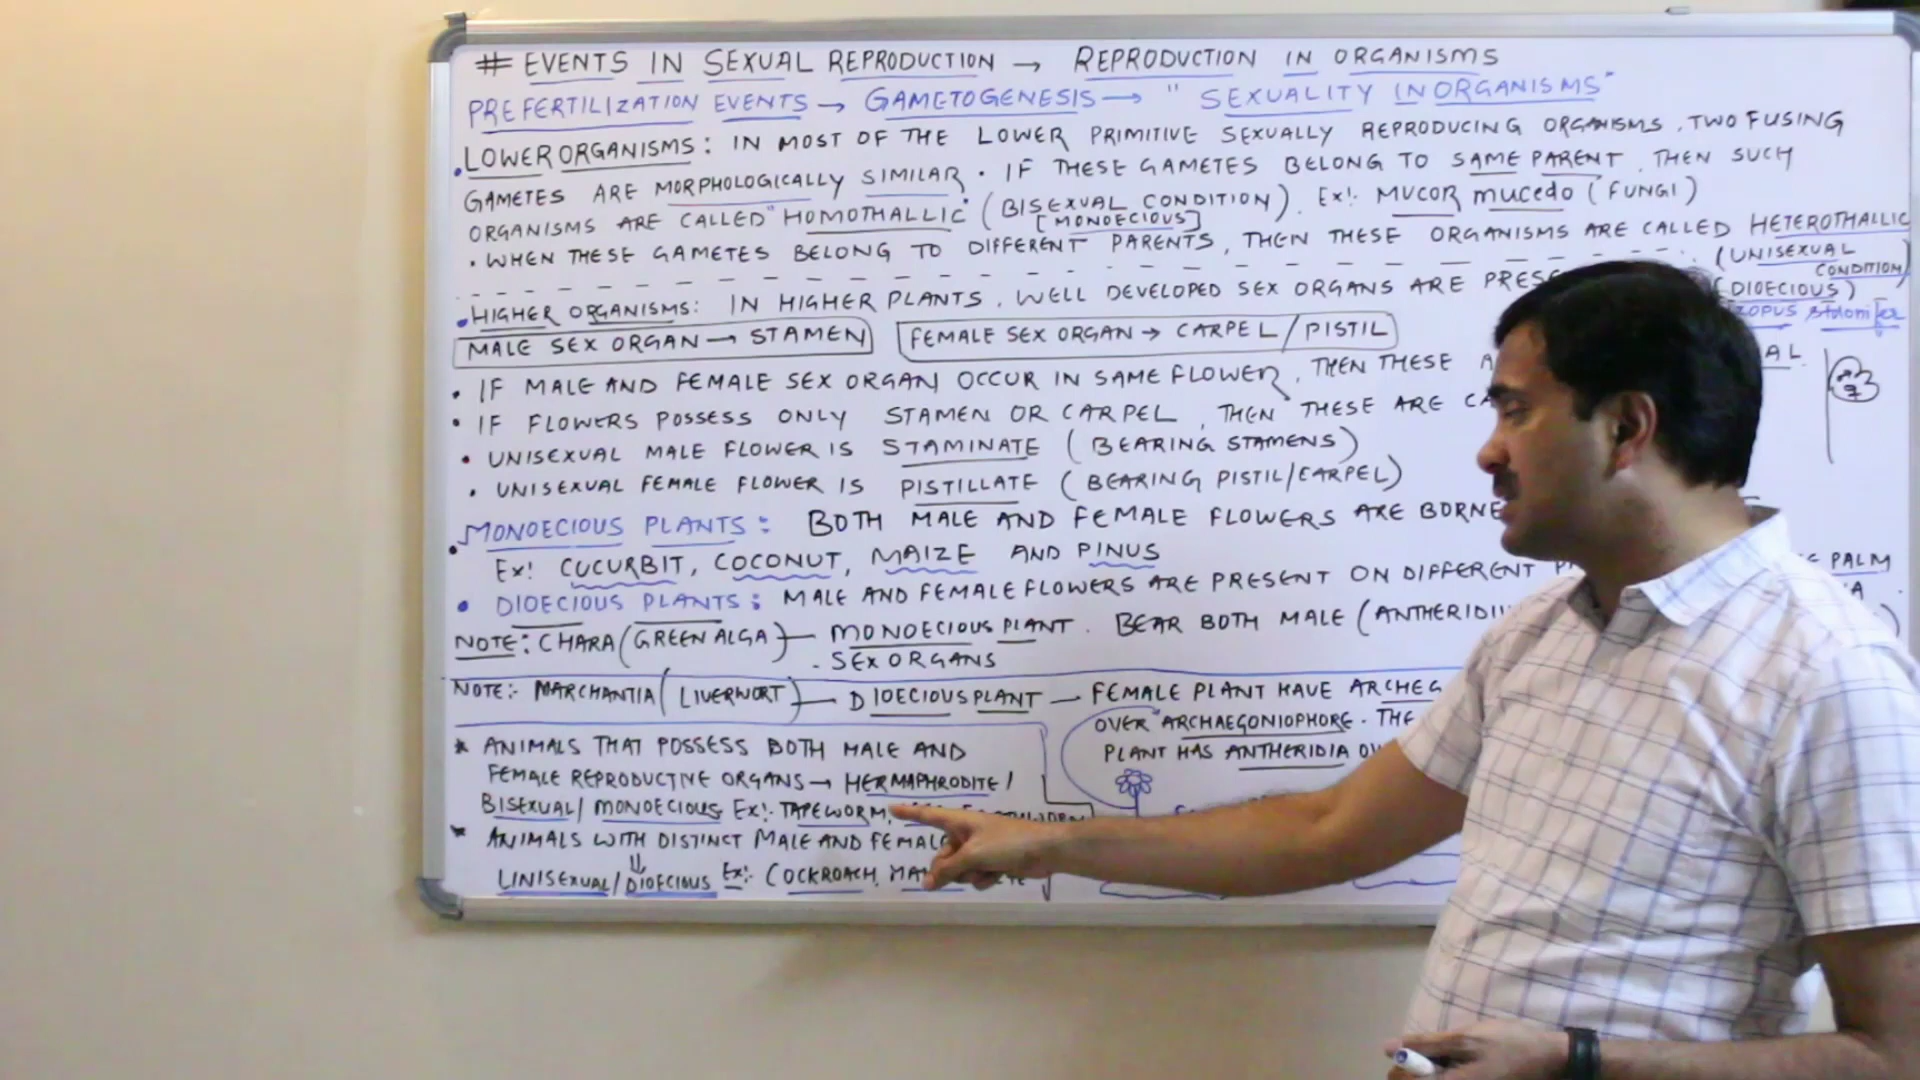 # EVENTS IN SEXUAL REPRODUCTION → REPRODUCTION IN ORGANISMS
PREFERTILIZATION EVENTS → GAMETOGENESIS → "SEXUALITY IN ORGANISMS"
• LOWER ORGANISMS: IN MOST OF THE LOWER PRIMITIVE SEXUALLY REPRODUCING ORGANISMS, TWO FUSING
GAMETES ARE MORPHOLOGICALLY SIMILAR • IF THESE GAMETES BELONG TO SAME PARENT, THEN SUCH
ORGANISMS ARE CALLED "HOMOTHALLIC" (BISEXUAL CONDITION). Ex: MUCOR mucedo (FUNGI)
[MONOECIOUS]
• WHEN THESE GAMETES BELONG TO DIFFERENT PARENTS, THEN THESE ORGANISMS ARE CALLED HETEROTHALLIC
(UNISEXUAL
CONDITION)
(DIOECIOUS)
• HIGHER ORGANISMS: IN HIGHER PLANTS, WELL DEVELOPED SEX ORGANS ARE
stolonifer
MALE SEX ORGAN → STAMEN
FEMALE SEX ORGAN → CARPEL/PISTIL
• IF MALE AND FEMALE SEX ORGAN OCCUR IN SAME FLOWER, THEN THESE
• IF FLOWERS POSSESS ONLY STAMEN OR CARPEL, THEN THESE ARE
• UNISEXUAL MALE FLOWER IS STAMINATE (BEARING STAMENS)
• UNISEXUAL FEMALE FLOWER IS PISTILLATE (BEARING PISTIL/CARPEL)
• MONOECIOUS PLANTS: BOTH MALE AND FEMALE FLOWERS ARE BORNE
Ex: CUCURBIT, COCONUT, MAIZE AND PINUS
• DIOECIOUS PLANTS: MALE AND FEMALE FLOWERS ARE PRESENT ON DIFFERENT
PALM
NOTE: CHARA (GREEN ALGA) — MONOECIOUS PLANT. BEAR BOTH MALE
SEX ORGANS
NOTE:- MARCHANTIA (LIVERWORT) — DIOECIOUS PLANT — FEMALE PLANT HAVE
OVER "ARCHAEGONIOPHORE. THE
PLANT HAS ANTHERIDIA
* ANIMALS THAT POSSESS BOTH MALE AND
FEMALE REPRODUCTIVE ORGANS → HERMAPHRODITE/
BISEXUAL/MONOECIOUS Ex:- TAPEWORM,
* ANIMALS WITH DISTINCT MALE AND
⇓
UNISEXUAL/DIOECIOUS Ex:- COCKROACH,